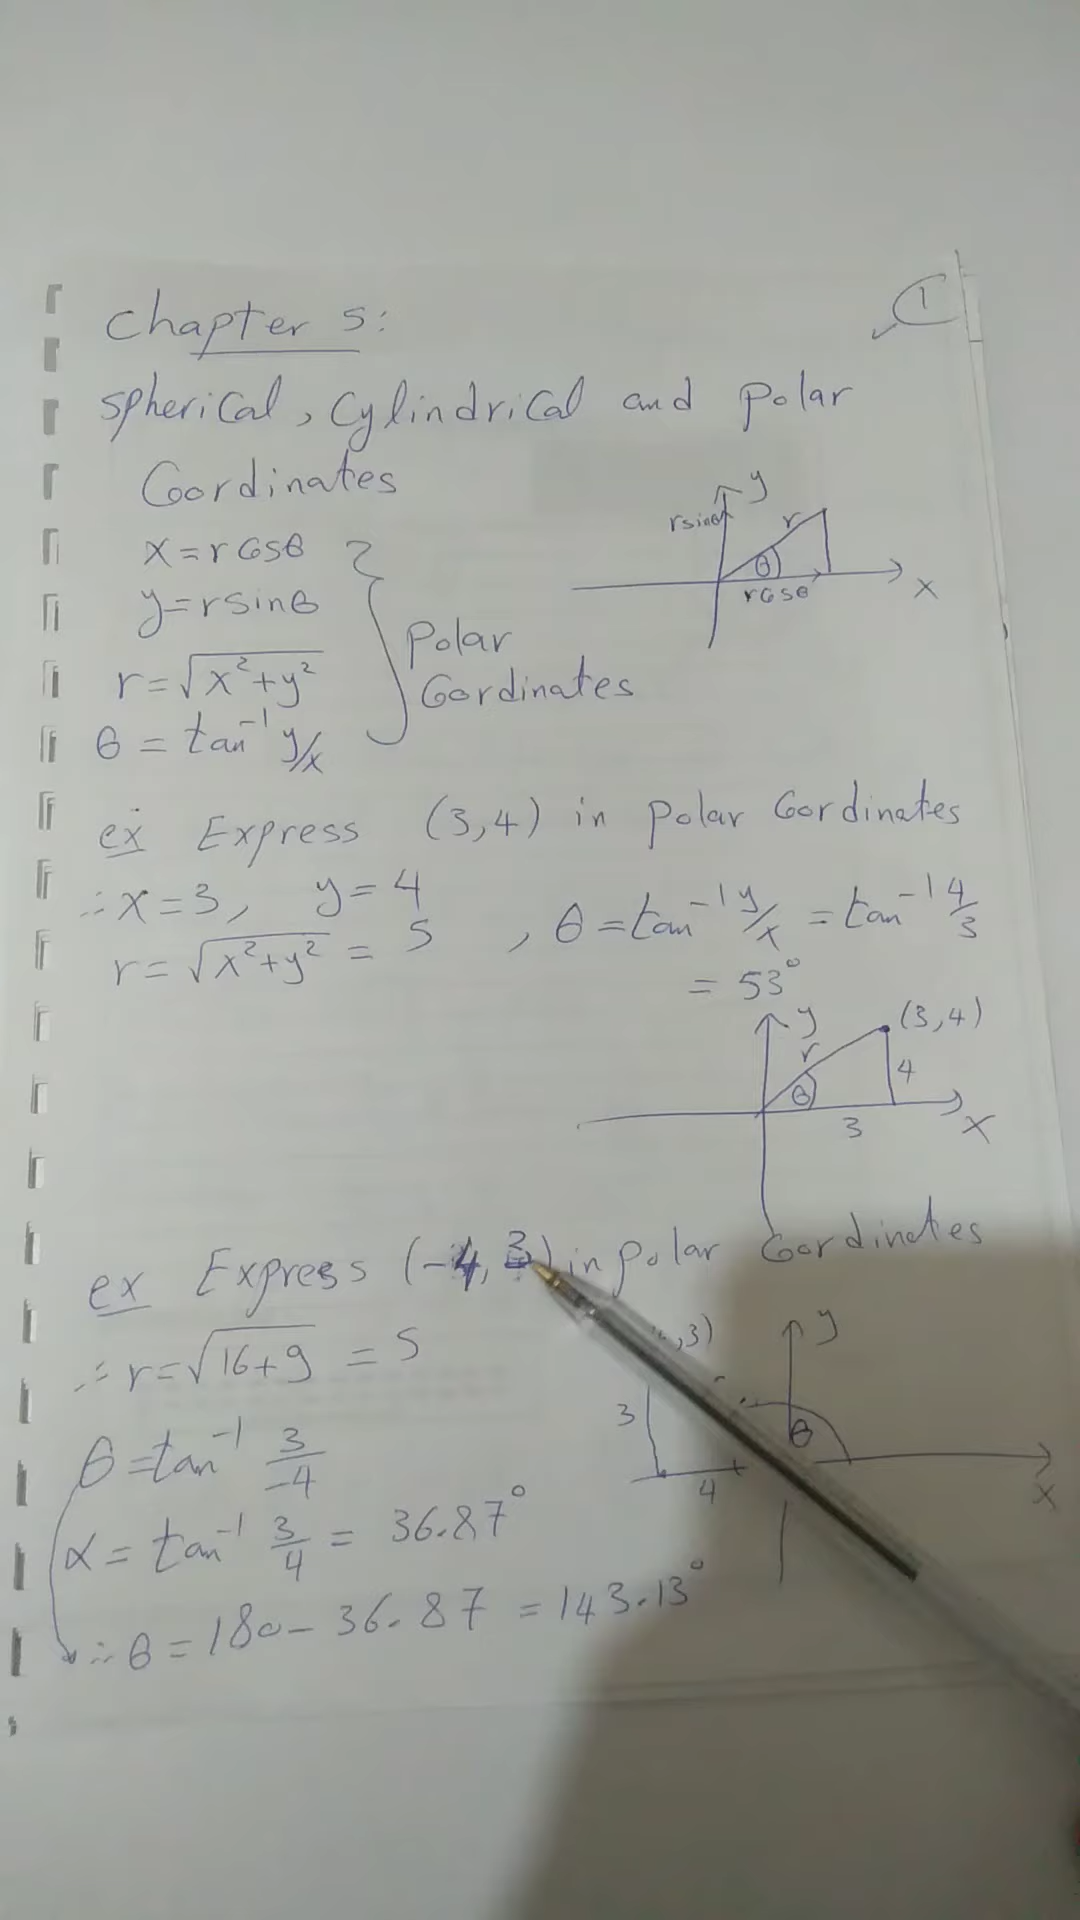 1
Chapter 5:
Spherical, Cylindrical and Polar
Coordinates
x = r cosθ
y = r sinθ
r = √x²+y²
θ = tan⁻¹ y/x
Polar
Cordinates
y
r sinθ
r
θ
r cosθ
x
ex Express (3,4) in Polar Cordinates
∴ x = 3, y = 4
r = √x²+y² = 5 , θ = tan⁻¹ y/x = tan⁻¹ 4/3
= 53°
y
(3,4)
r
4
θ
3
x
ex Express (-4, 3) in Polar Cordinates
∴ r = √16+9 = 5
θ = tan⁻¹ 3/-4
α = tan⁻¹ 3/4 = 36.87°
∴ θ = 180 - 36.87 = 143.13°
,3)
y
3
θ
4
x